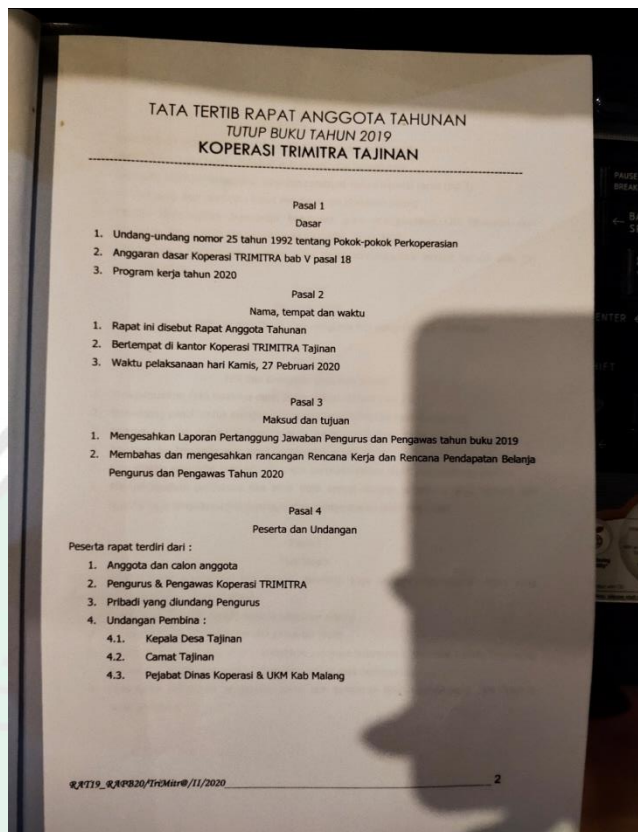 TATA TERTIB RAPAT ANGGOTA TAHUNAN
TUTUP BUKU TAHUN 2019
KOPERASI TRIMITRA TAJINAN
Pasal 1
Dasar
1. Undang-undang nomor 25 tahun 1992 tentang Pokok-pokok Perkoperasian
2. Anggaran dasar Koperasi TRIMITRA bab V pasal 18
3. Program kerja tahun 2020
Pasal 2
Nama, tempat dan waktu
1. Rapat ini disebut Rapat Anggota Tahunan
2. Bertempat di kantor Koperasi TRIMITRA Tajinan
3. Waktu pelaksanaan hari Kamis, 27 Pebruari 2020
Pasal 3
Maksud dan tujuan
1. Mengesahkan Laporan Pertanggung Jawaban Pengurus dan Pengawas tahun buku 2019
2. Membahas dan mengesahkan rancangan Rencana Kerja dan Rencana Pendapatan Belanja
Pengurus dan Pengawas Tahun 2020
Pasal 4
Peserta dan Undangan
Peserta rapat terdiri dari :
1. Anggota dan calon anggota
2. Pengurus & Pengawas Koperasi TRIMITRA
3. Pribadi yang diundang Pengurus
4. Undangan Pembina :
4.1. Kepala Desa Tajinan
4.2. Camat Tajinan
4.3. Pejabat Dinas Koperasi & UKM Kab Malang
RAT19_RAPB20/TriMitr@/II/2020 2
PAUSE
BREAK
ENTER